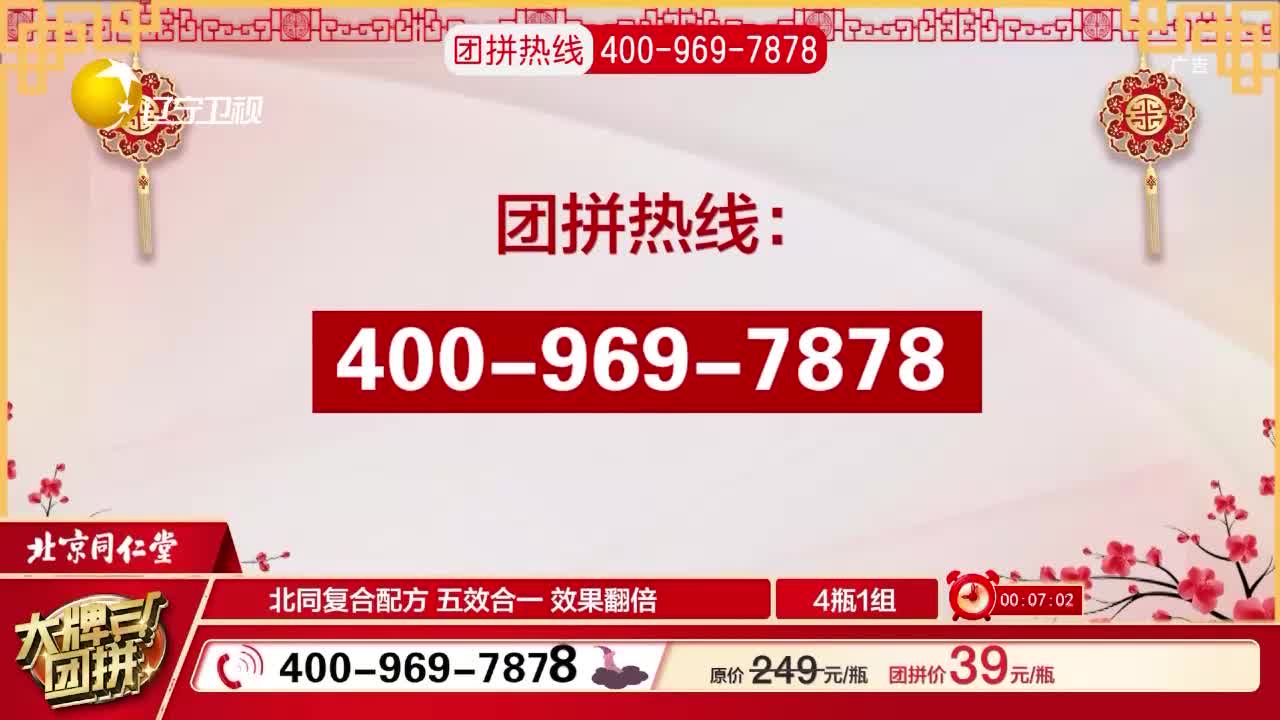 团拼热线 400-969-7878
广告
辽宁卫视
团拼热线：
400-969-7878
北京同仁堂
北同复合配方 五效合一 效果翻倍
4瓶1组
00:07:02
大牌日!
团拼
400-969-7878
原价 249元/瓶 团拼价39元/瓶